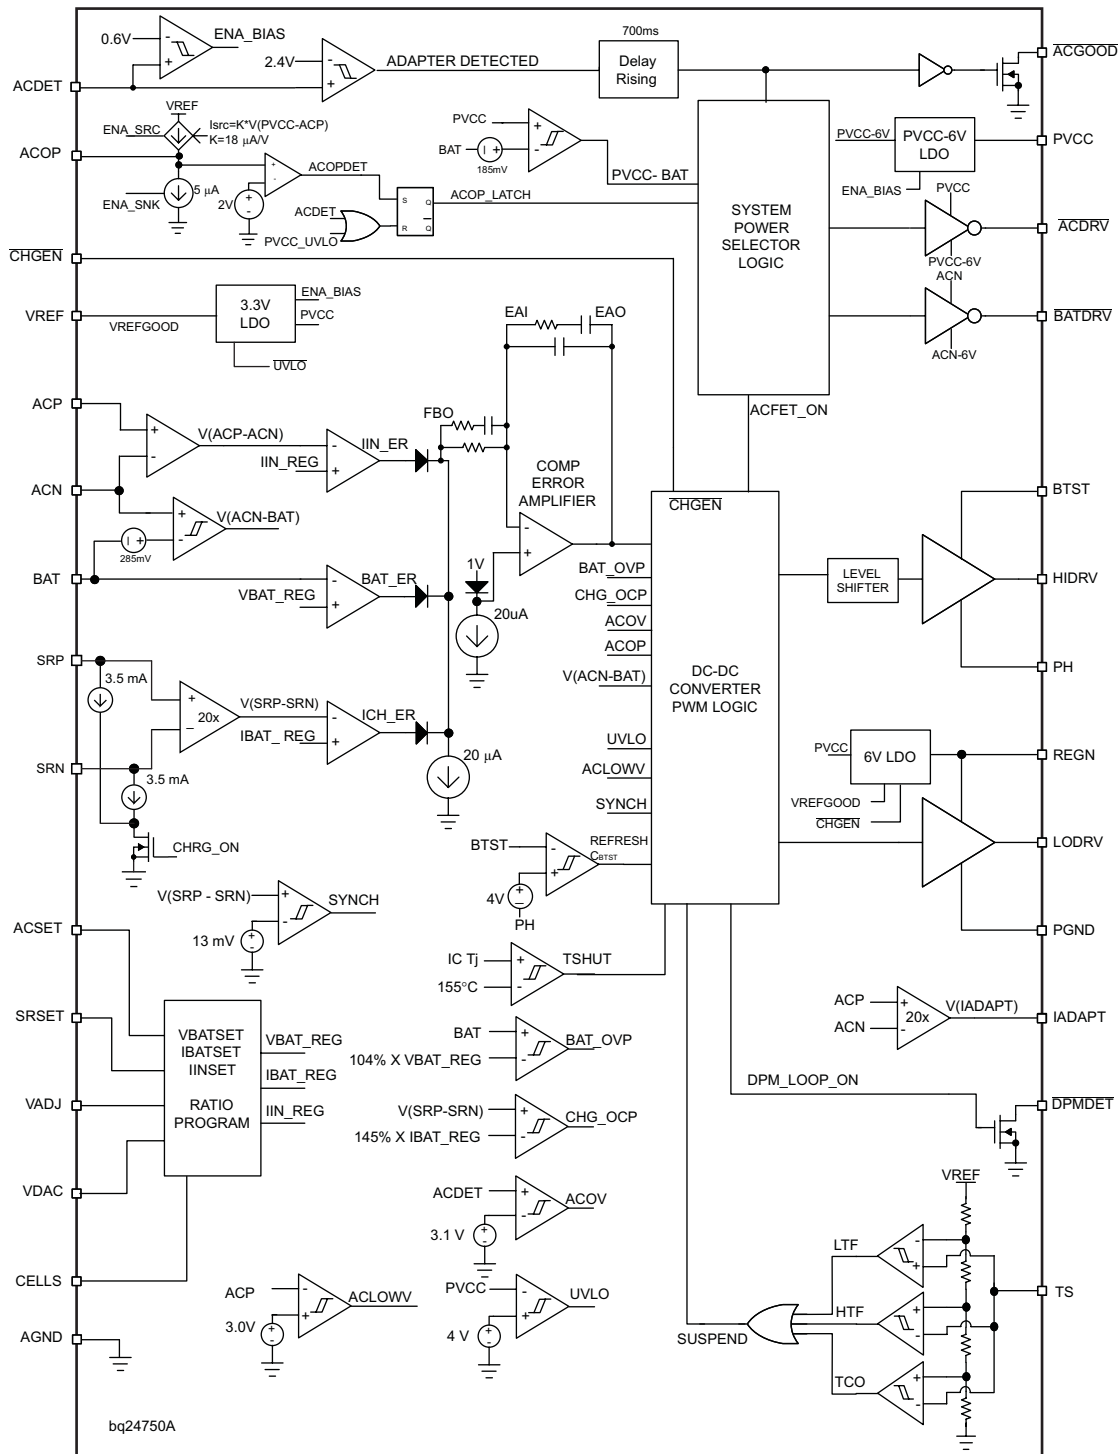 0.6V
ENA_BIAS
ACDET
2.4V
ADAPTER DETECTED
700ms
Delay
Rising
ACGOOD
VREF
ENA_SRC
Isrc=K*V(PVCC-ACP)
K=18 µA/V
ACOP
ENA_SNK
5 µA
2V
+
-
ACOPDET
ACDET
PVCC_UVLO
S
R
Q
Q
ACOP_LATCH
PVCC
BAT
185mV
PVCC- BAT
SYSTEM
POWER
SELECTOR
LOGIC
PVCC-6V
PVCC-6V
LDO
ENA_BIAS
PVCC
PVCC
ACDRV
PVCC-6V
ACN
BATDRV
ACN-6V
ACFET_ON
CHGEN
VREF
VREFGOOD
3.3V
LDO
ENA_BIAS
PVCC
UVLO
EAI
EAO
FBO
COMP
ERROR
AMPLIFIER
1V
20uA
ACP
V(ACP-ACN)
IIN_REG
IIN_ER
ACN
V(ACN-BAT)
285mV
BAT
VBAT_REG
BAT_ER
SRP
3.5 mA
20x
V(SRP-SRN)
IBAT_ REG
ICH_ER
20 µA
SRN
3.5 mA
CHRG_ON
CHGEN
BAT_OVP
CHG_OCP
ACOV
ACOP
V(ACN-BAT)
UVLO
ACLOWV
SYNCH
DC-DC
CONVERTER
PWM LOGIC
BTST
LEVEL
SHIFTER
HIDRV
PH
PVCC
6V LDO
REGN
VREFGOOD
CHGEN
LODRV
PGND
BTST
4V
PH
REFRESH
CBTST
V(SRP - SRN)
SYNCH
13 mV
IC Tj
155°C
TSHUT
ACSET
SRSET
VADJ
VDAC
CELLS
AGND
VBATSET
IBATSET
IINSET
RATIO
PROGRAM
VBAT_REG
IBAT_REG
IIN_REG
BAT
104% X VBAT_REG
BAT_OVP
V(SRP-SRN)
145% X IBAT_REG
CHG_OCP
ACDET
3.1 V
ACOV
ACP
3.0V
ACLOWV
PVCC
4 V
UVLO
ACP
ACN
20x
V(IADAPT)
IADAPT
DPM_LOOP_ON
DPMDET
VREF
LTF
HTF
TCO
SUSPEND
TS
bq24750A